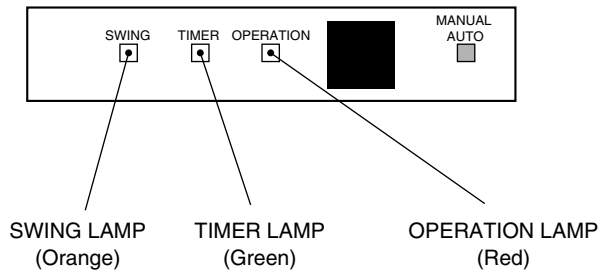 MANUAL
SWING TIMER OPERATION AUTO
SWING LAMP TIMER LAMP OPERATION LAMP
(Orange) (Green) (Red)